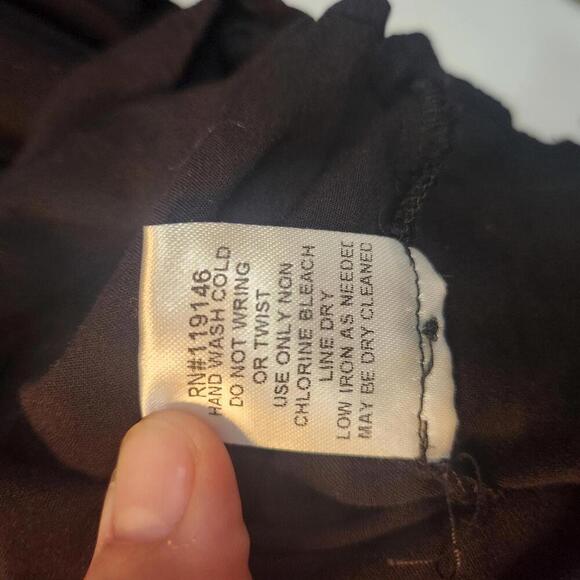 RN#119146
HAND WASH COLD
DO NOT WRING
OR TWIST
USE ONLY NON
CHLORINE BLEACH
LINE DRY
LOW IRON AS NEEDED
MAY BE DRY CLEANED